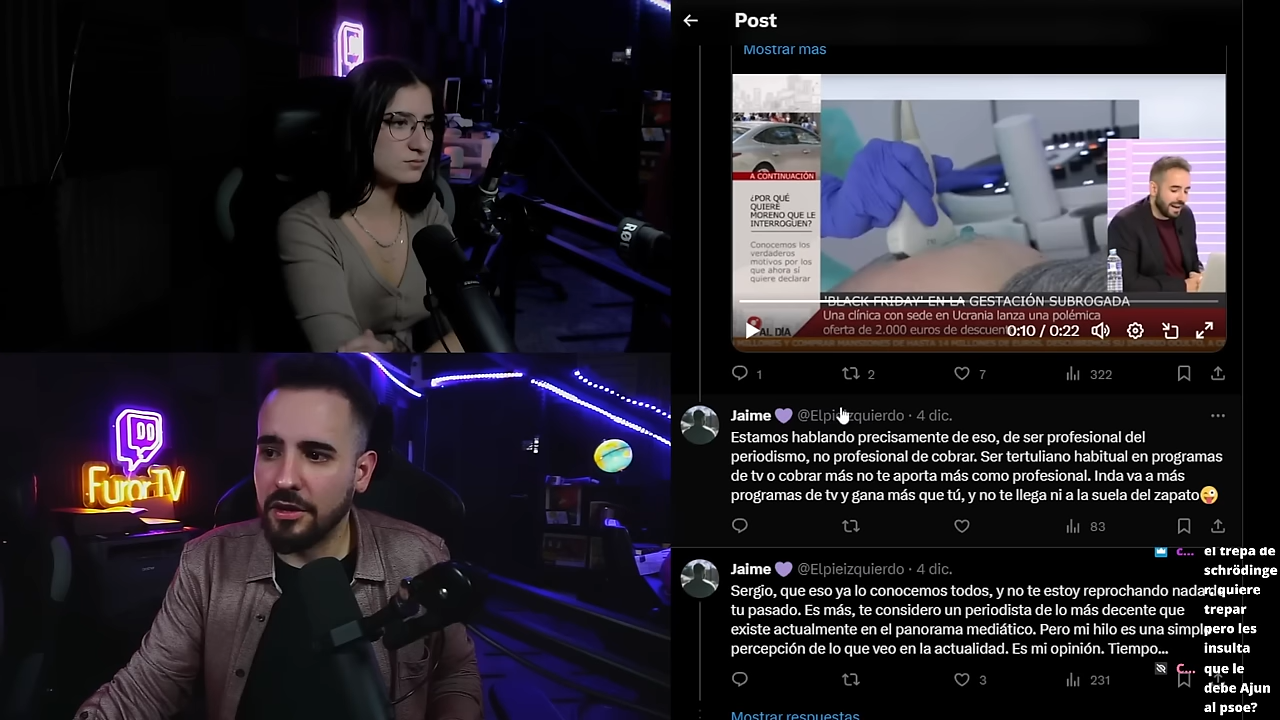 Post
Mostrar más
A CONTINUACIÓN
¿POR QUÉ
QUIERE
MORENO QUE LE
INTERROGUEN?
Conocemos los
verdaderos
motivos por los
que ahora sí
quiere declarar
'BLACK FRIDAY' EN LA GESTACIÓN SUBROGADA
Una clínica con sede en Ucrania lanza una polémica
oferta de 2.000 euros de descuen
AL DÍA
0:10 / 0:22
1
2
7
322
Jaime 💜 @Elpieizquierdo · 4 dic.
Estamos hablando precisamente de eso, de ser profesional del
periodismo, no profesional de cobrar. Ser tertuliano habitual en programas
de tv o cobrar más no te aporta más como profesional. Inda va a más
programas de tv y gana más que tú, y no te llega ni a la suela del zapato😜
83
Jaime 💜 @Elpieizquierdo · 4 dic.
Sergio, que eso ya lo conocemos todos, y no te estoy reprochando nada de
tu pasado. Es más, te considero un periodista de lo más decente que
existe actualmente en el panorama mediático. Pero mi hilo es una simple
percepción de lo que veo en la actualidad. Es mi opinión. Tiempo...
3
231
Mostrar respuestas
c...
el trepa de
schrödinge
r, quiere
trepar
pero les
insulta
C...
que le
debe Ajun
al psoe?
FurorTV